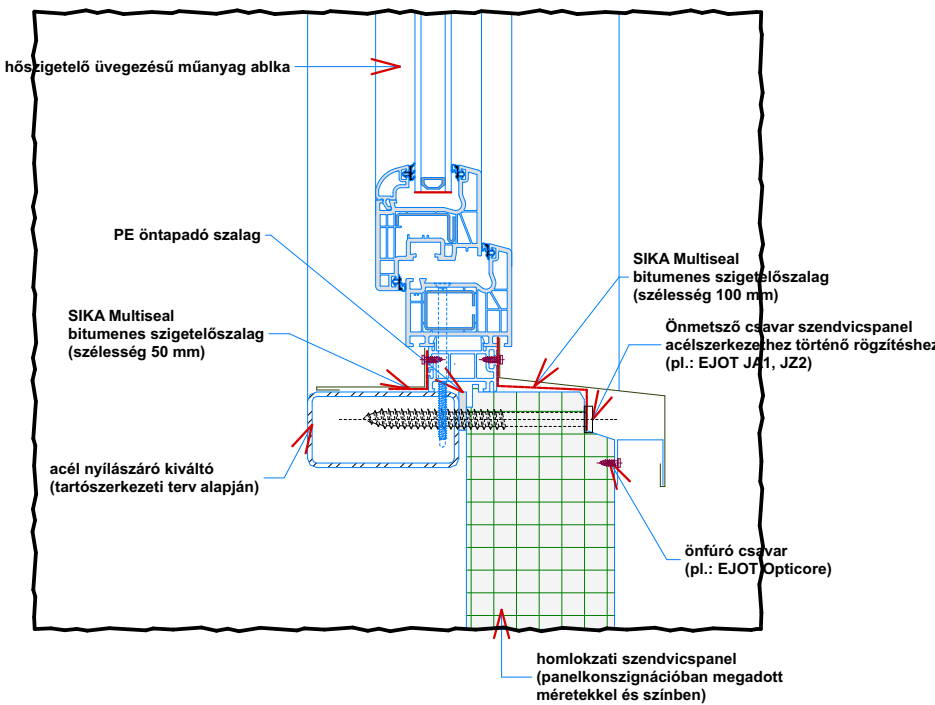 hőszigetelő üvegezésű műanyag ablka
PE öntapadó szalag
SIKA Multiseal
bitumenes szigetelőszalag
(szélesség 50 mm)
acél nyílászáró kiváltó
(tartószerkezeti terv alapján)
SIKA Multiseal
bitumenes szigetelőszalag
(szélesség 100 mm)
Önmetsző csavar szendvicspanel
acélszerkezethez történő rögzítéshez
(pl.: EJOT JA1, JZ2)
önfúró csavar
(pl.: EJOT Opticore)
homlokzati szendvicspanel
(panelkonszignációban megadott
méretekkel és színben)